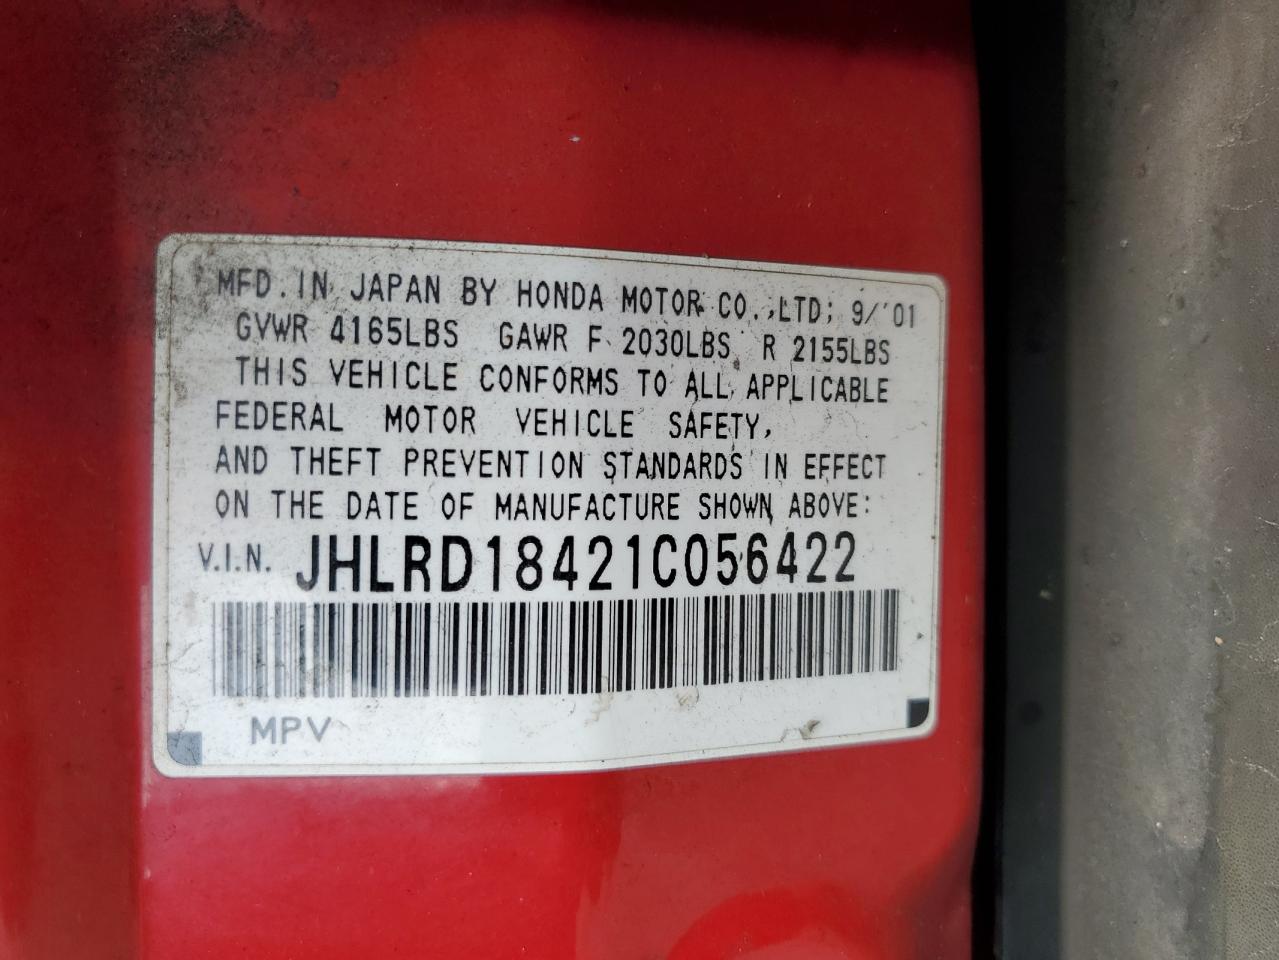 MFD. IN JAPAN BY HONDA MOTOR CO.,LTD; 9/'01
GVWR 4165LBS GAWR F 2030LBS R 2155LBS
THIS VEHICLE CONFORMS TO ALL APPLICABLE
FEDERAL MOTOR VEHICLE SAFETY,
AND THEFT PREVENTION STANDARDS IN EFFECT
ON THE DATE OF MANUFACTURE SHOWN ABOVE:
V.I.N. JHLRD18421C056422
MPV